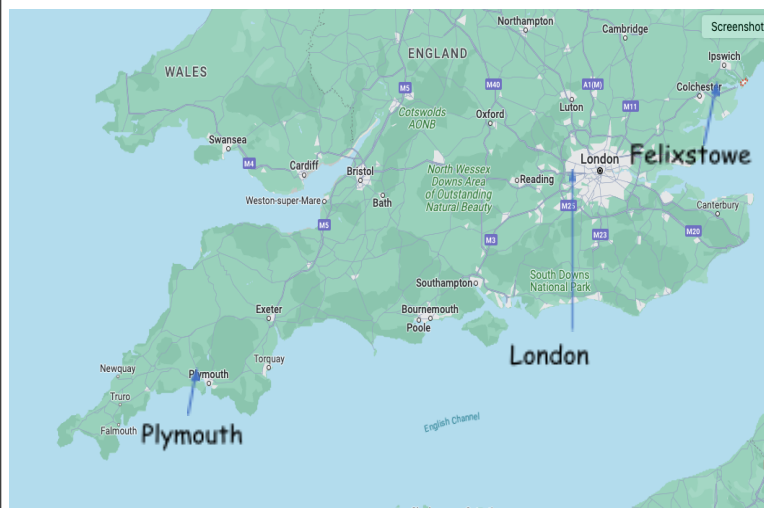 Northampton
Cambridge
Screenshot
ENGLAND
Ipswich
WALES
M5
M40
A1(M)
Colchester
Luton
M11
Cotswolds
AONB
Oxford
Swansea
London
Felixstowe
M4
Cardiff
Bristol
North Wessex
Downs Area
of Outstanding
Natural Beauty
Reading
Weston-super-Mare
Bath
M25
Canterbury
M5
M3
M23
M20
South Downs
National Park
Southampton
Exeter
Bournemouth
Poole
London
Torquay
Newquay
Plymouth
Truro
English Channel
Falmouth
Plymouth